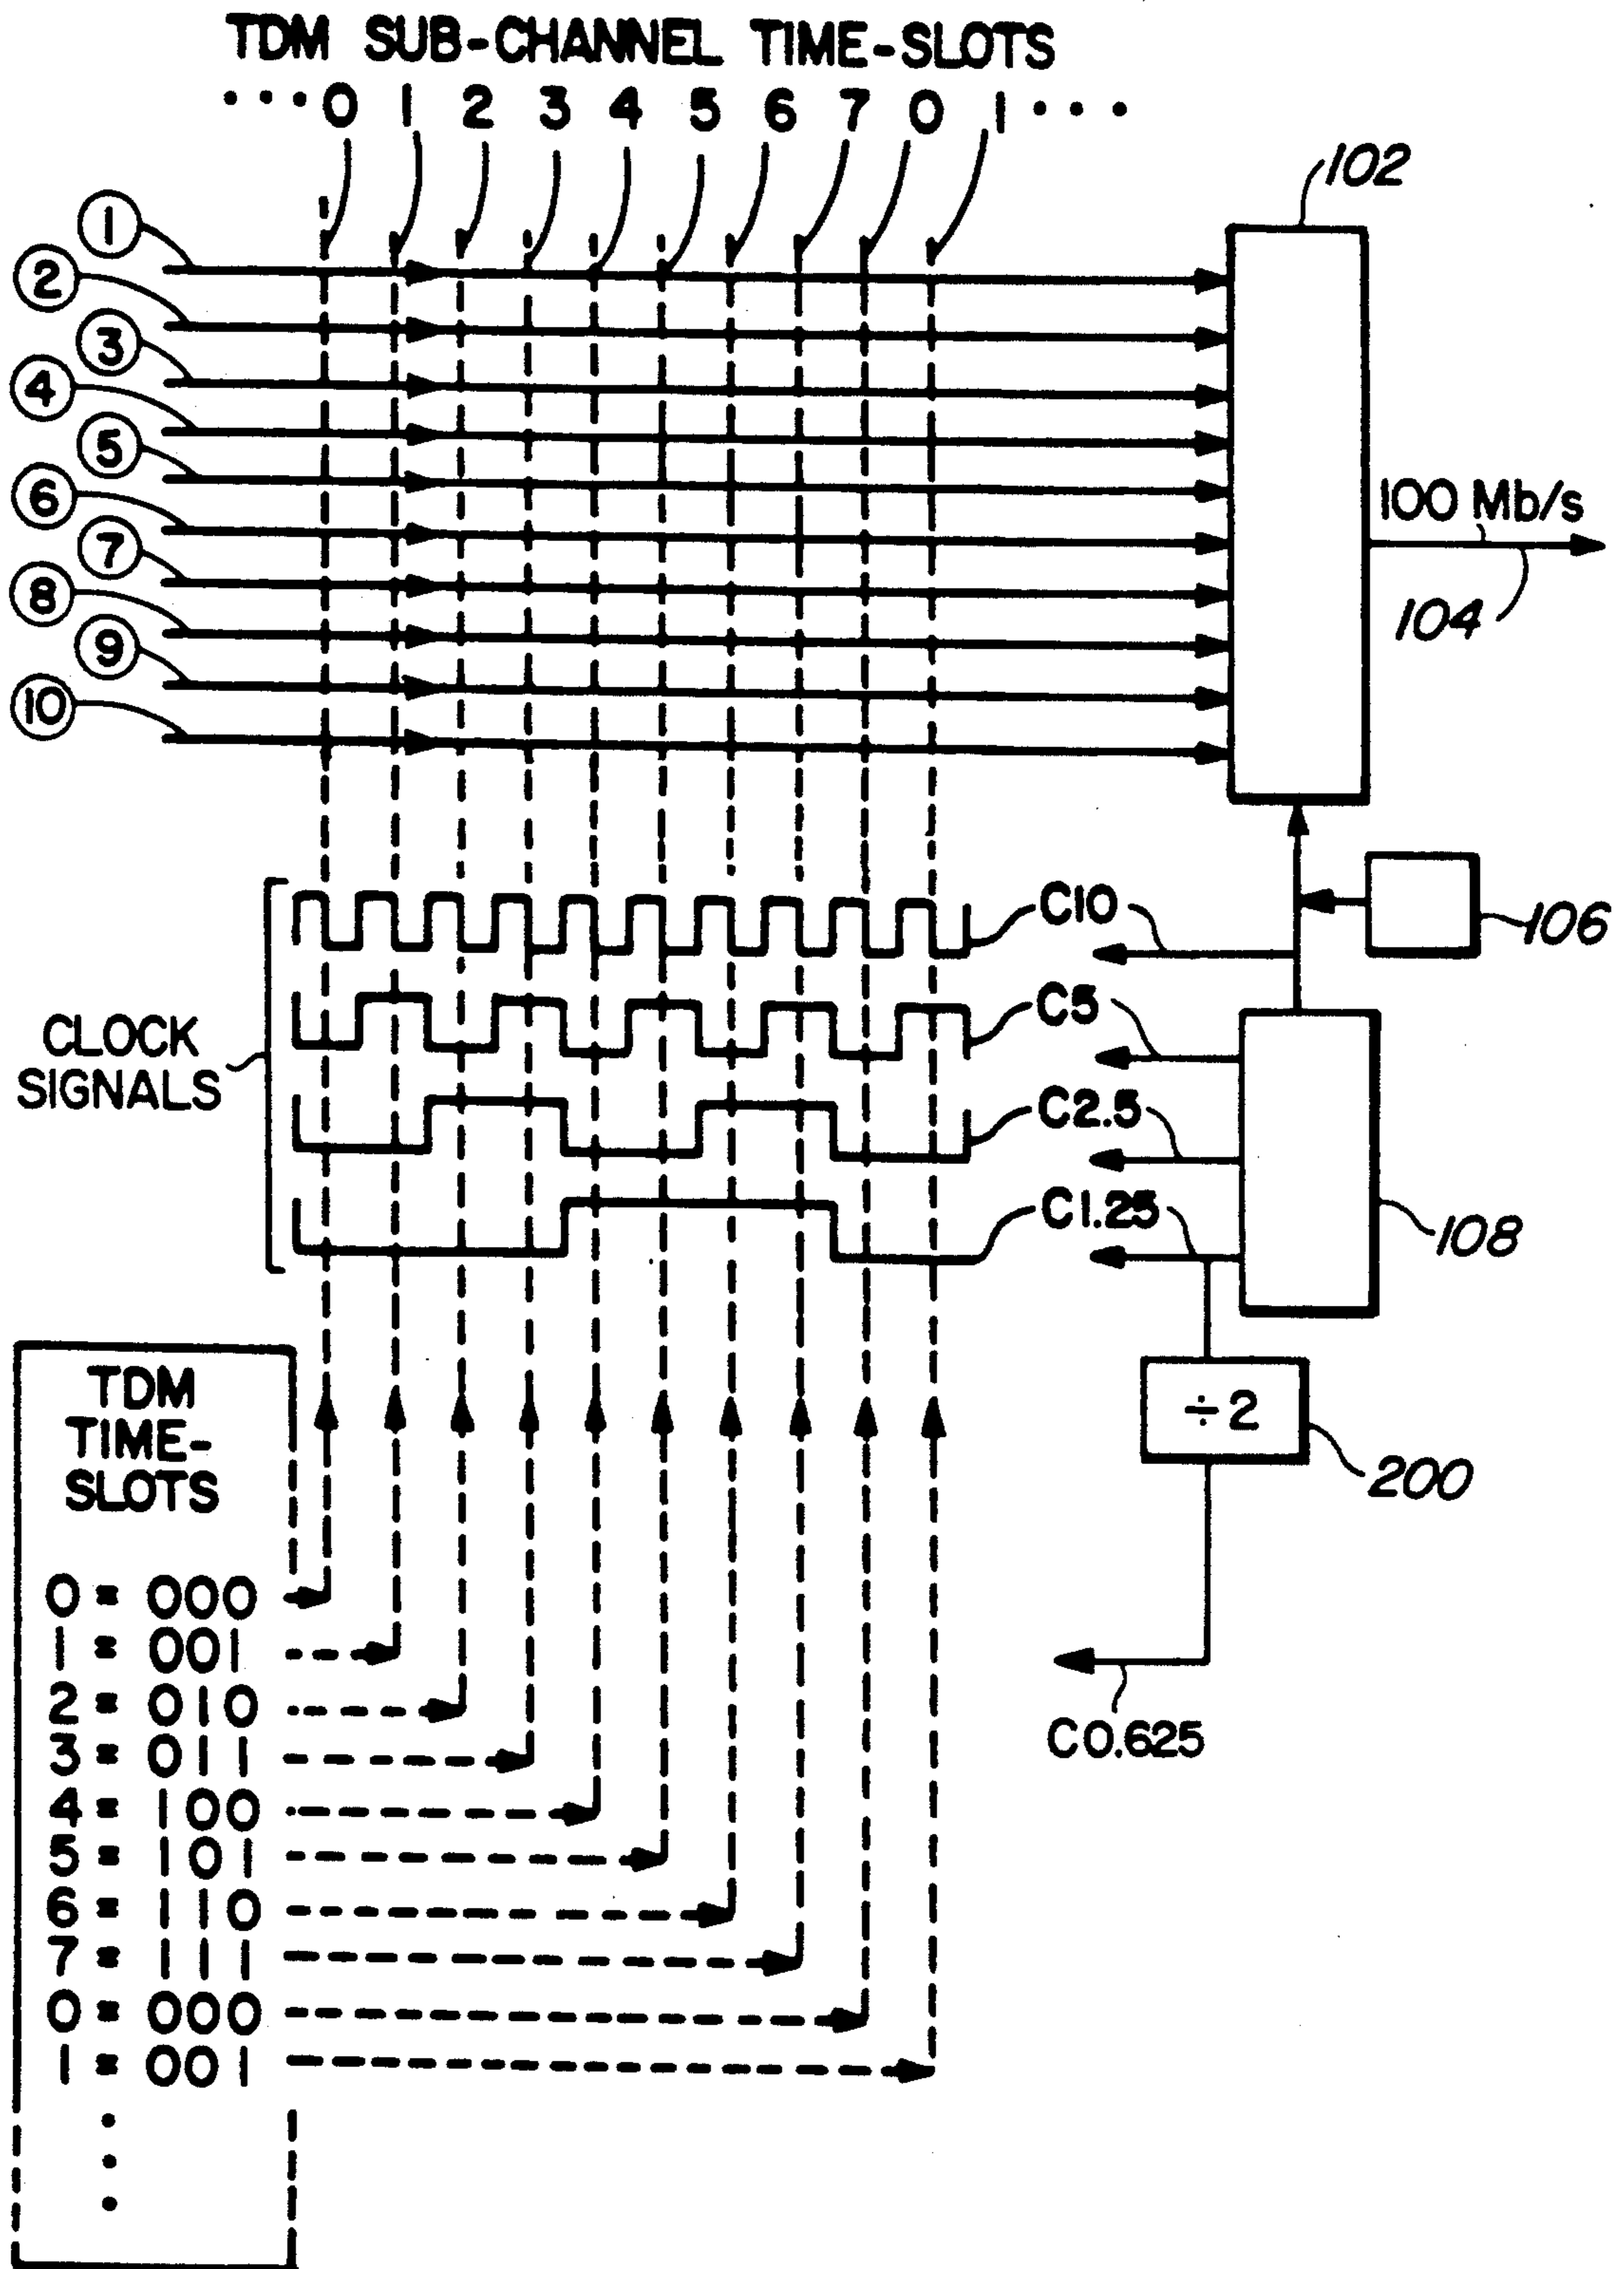 TDM SUB-CHANNEL TIME-SLOTS
...0 1 2 3 4 5 6 7 0 1...
102
1
2
3
4
5
6
7
8
9
10
100 Mb/s
104
C10
106
CLOCK
SIGNALS
C5
C2.5
C1.25
108
TDM
TIME-
SLOTS
÷2
200
0 = 000
1 = 001
2 = 010
3 = 011
4 = 100
5 = 101
6 = 110
7 = 111
0 = 000
1 = 001
.
.
.
C0.625